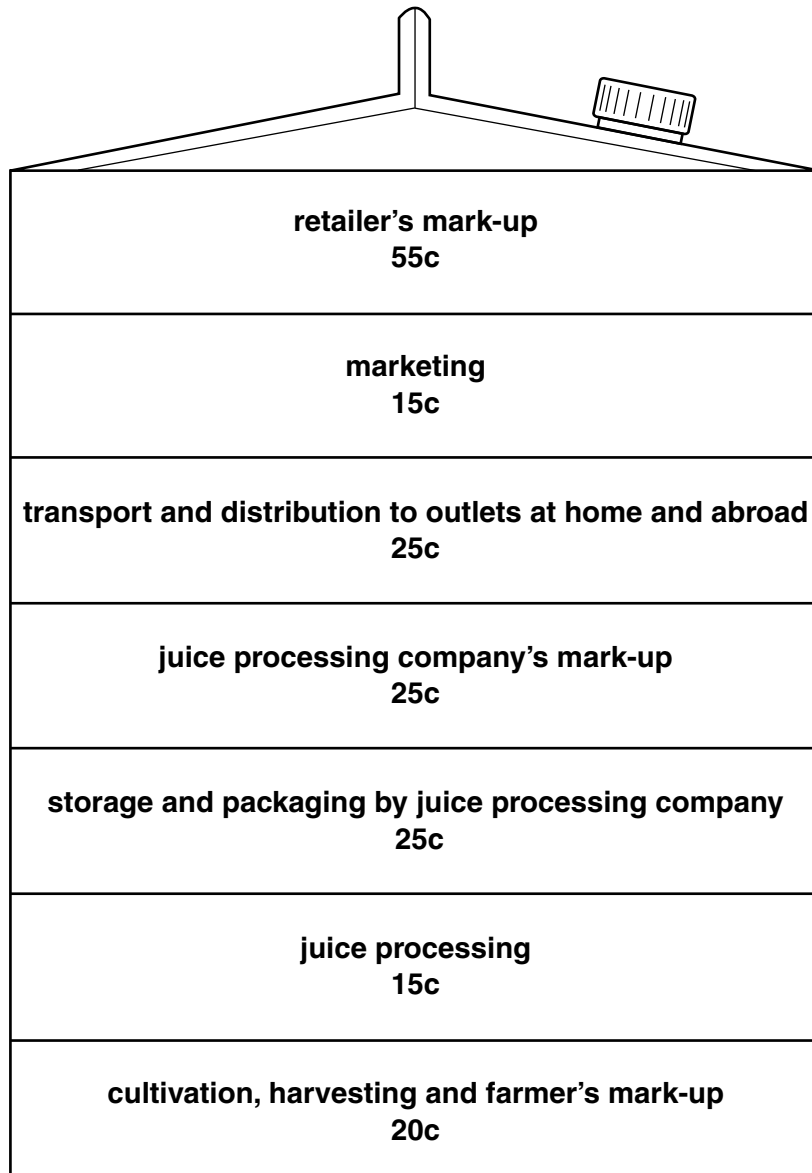 retailer’s mark-up
55c
marketing
15c
transport and distribution to outlets at home and abroad
25c
juice processing company’s mark-up
25c
storage and packaging by juice processing company
25c
juice processing
15c
cultivation, harvesting and farmer’s mark-up
20c